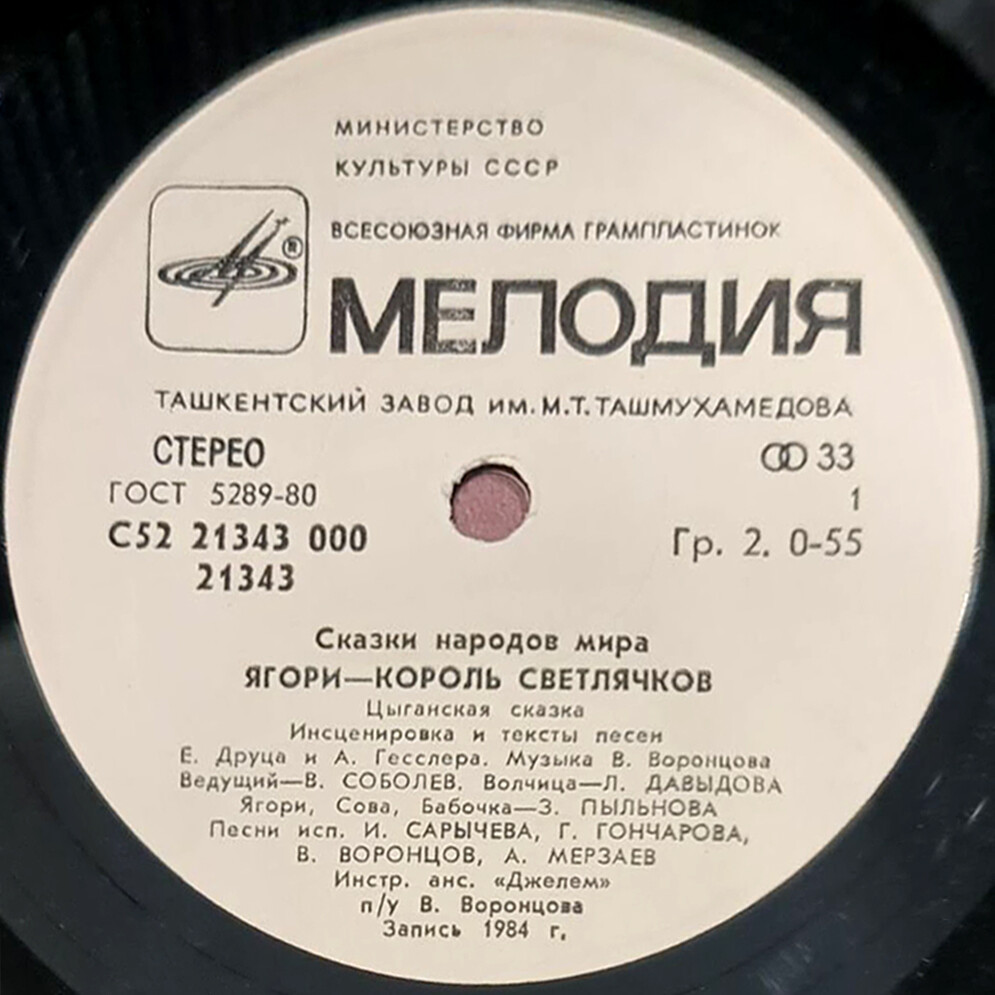 МИНИСТЕРСТВО
КУЛЬТУРЫ СССР
ВСЕСОЮЗНАЯ ФИРМА ГРАМПЛАСТИНОК
®
МЕЛОДИЯ
ТАШКЕНТСКИЙ ЗАВОД ИМ. М.Т. ТАШМУХАМЕДОВА
СТЕРЕО
ГОСТ 5289-80
С52 21343 000
21343
33
1
Гр. 2. 0-55
Сказки народов мира
ЯГОРИ—КОРОЛЬ СВЕТЛЯЧКОВ
Цыганская сказка
Инсценировка и тексты песен
Е. Друца и А. Гесслера. Музыка В. Воронцова
Ведущий—В. СОБОЛЕВ. Волчица—Л. ДАВЫДОВА
Ягори, Сова, Бабочка—З. ПЫЛЬНОВА
Песни исп. И. САРЫЧЕВА, Г. ГОНЧАРОВА,
В. ВОРОНЦОВ, А. МЕРЗАЕВ
Инстр. анс. «Джелем»
п/у В. Воронцова
Запись 1984 г.